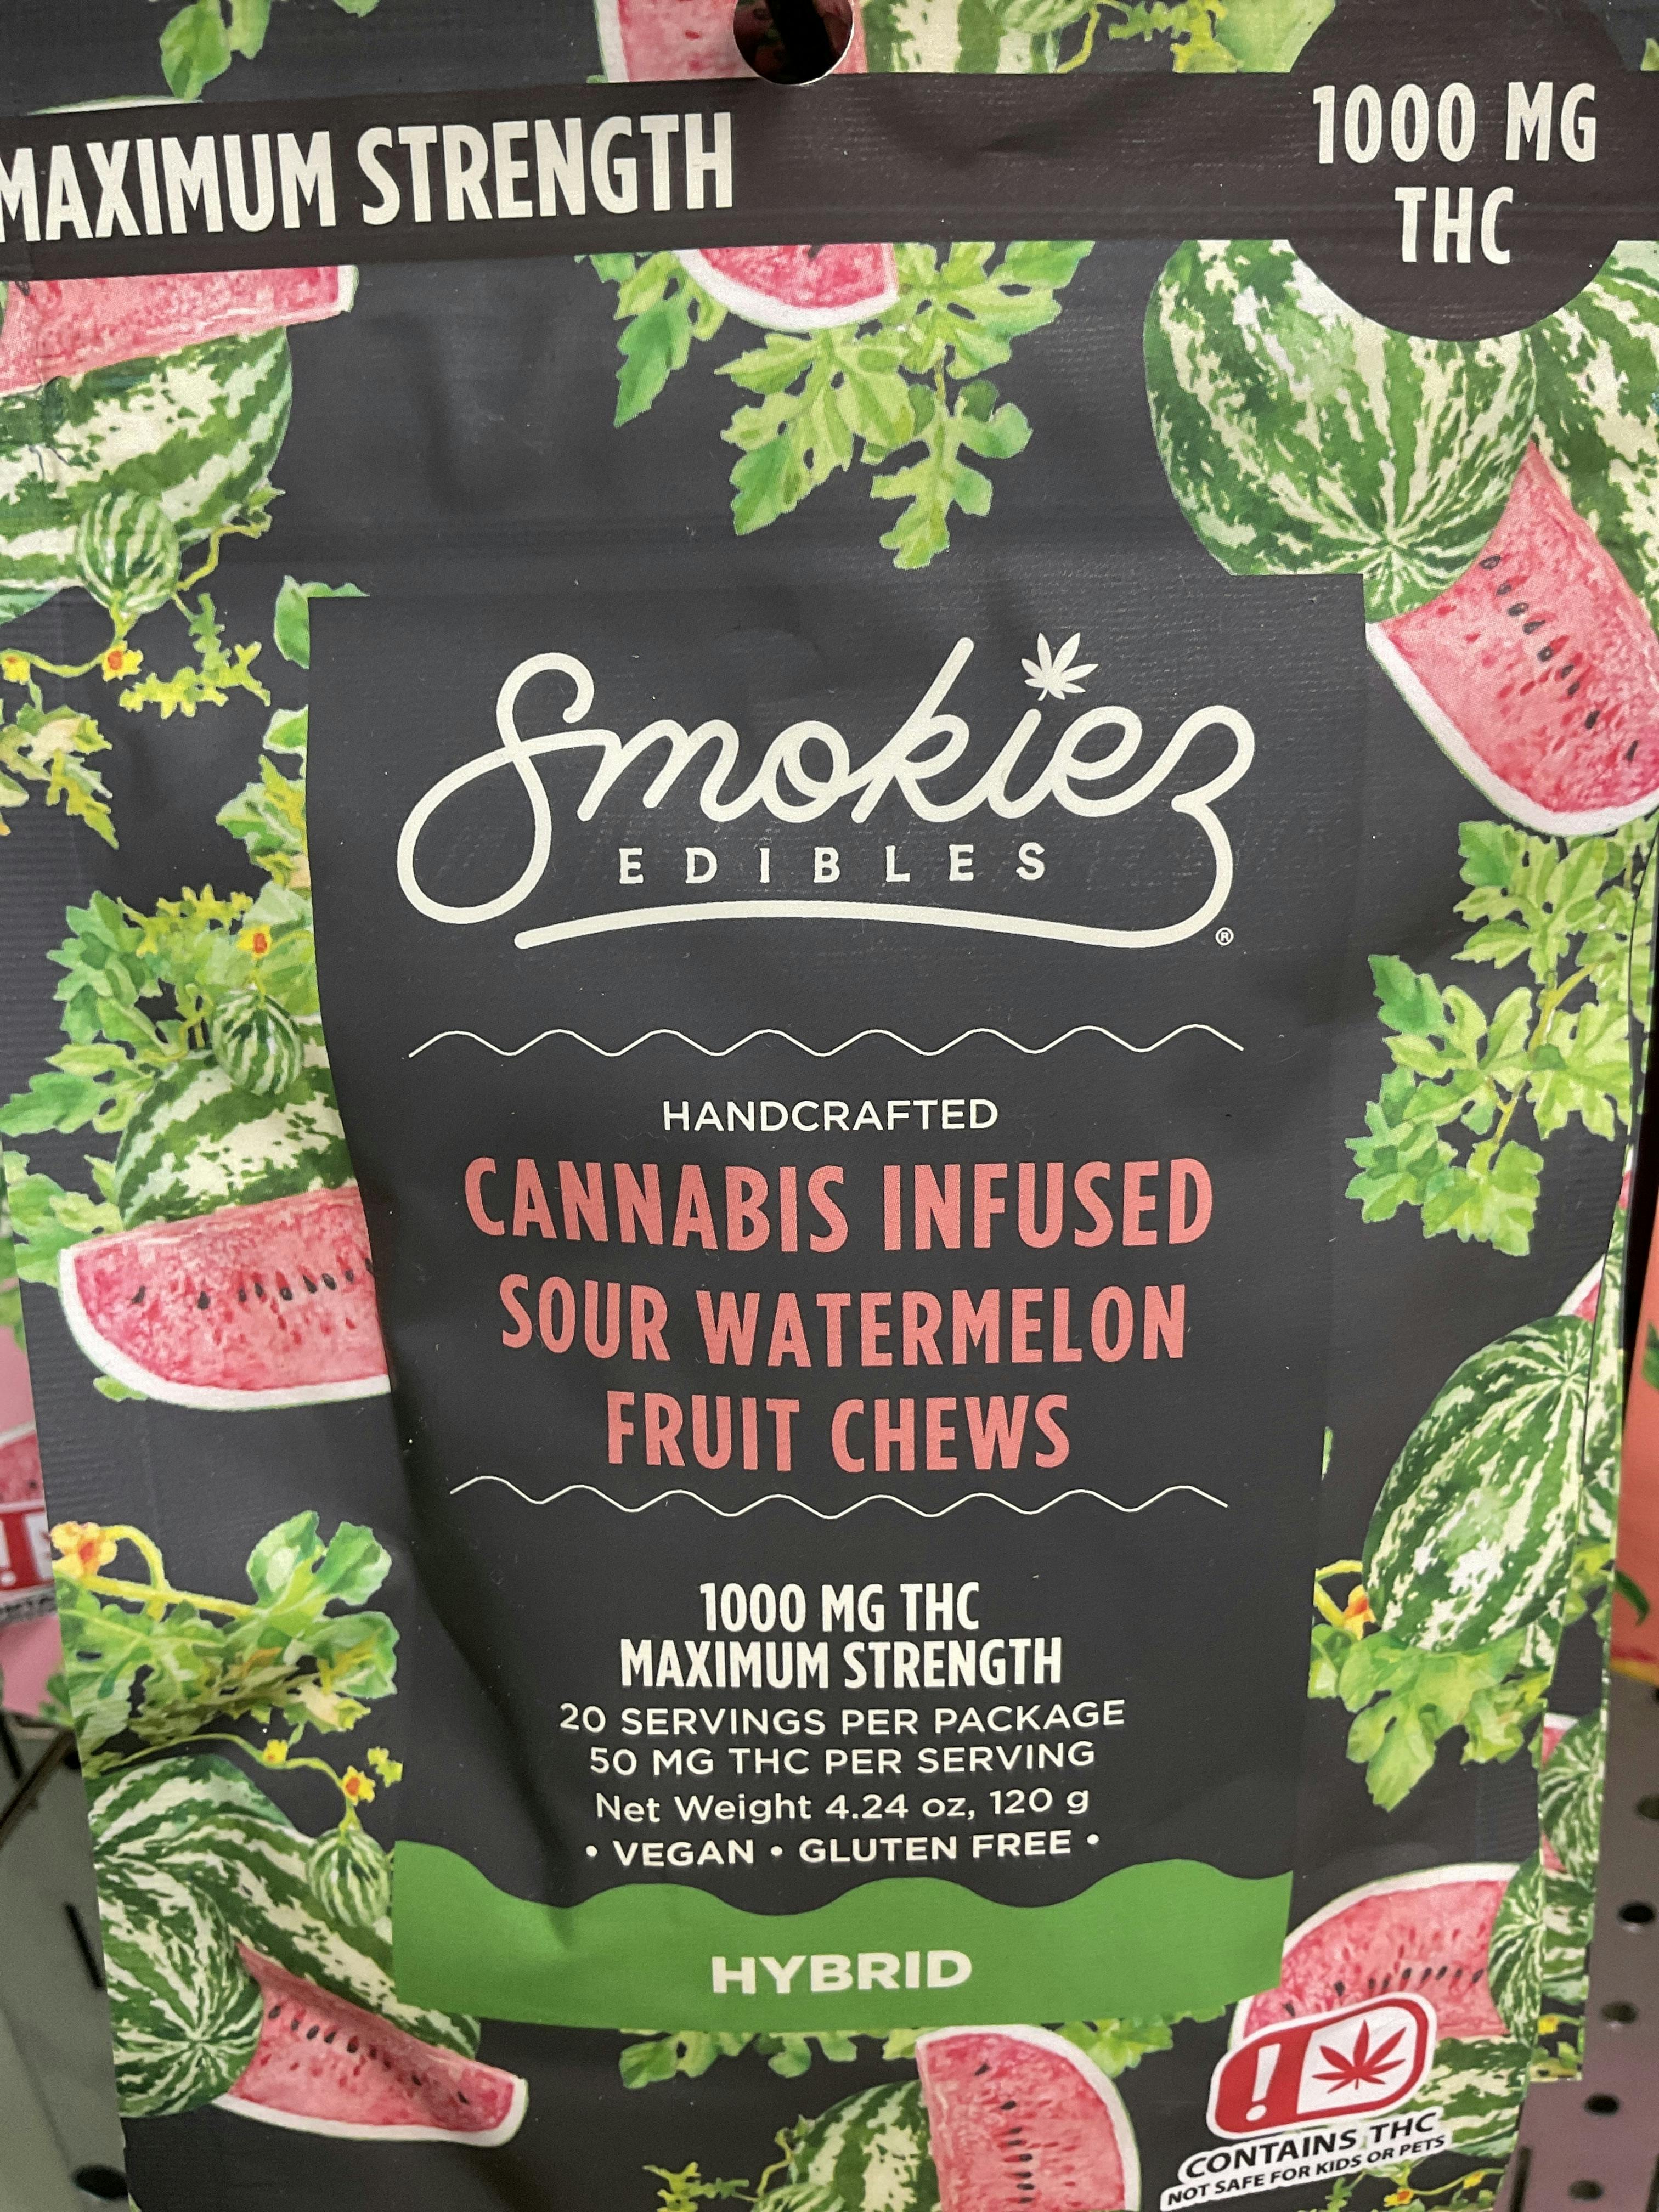 MAXIMUM STRENGTH
1000 MG
THC
Smokiez
EDIBLES
®
HANDCRAFTED
CANNABIS INFUSED
SOUR WATERMELON
FRUIT CHEWS
1000 MG THC
MAXIMUM STRENGTH
20 SERVINGS PER PACKAGE
50 MG THC PER SERVING
Net Weight 4.24 oz, 120 g
• VEGAN • GLUTEN FREE •
HYBRID
!
CONTAINS THC
NOT SAFE FOR KIDS OR PETS